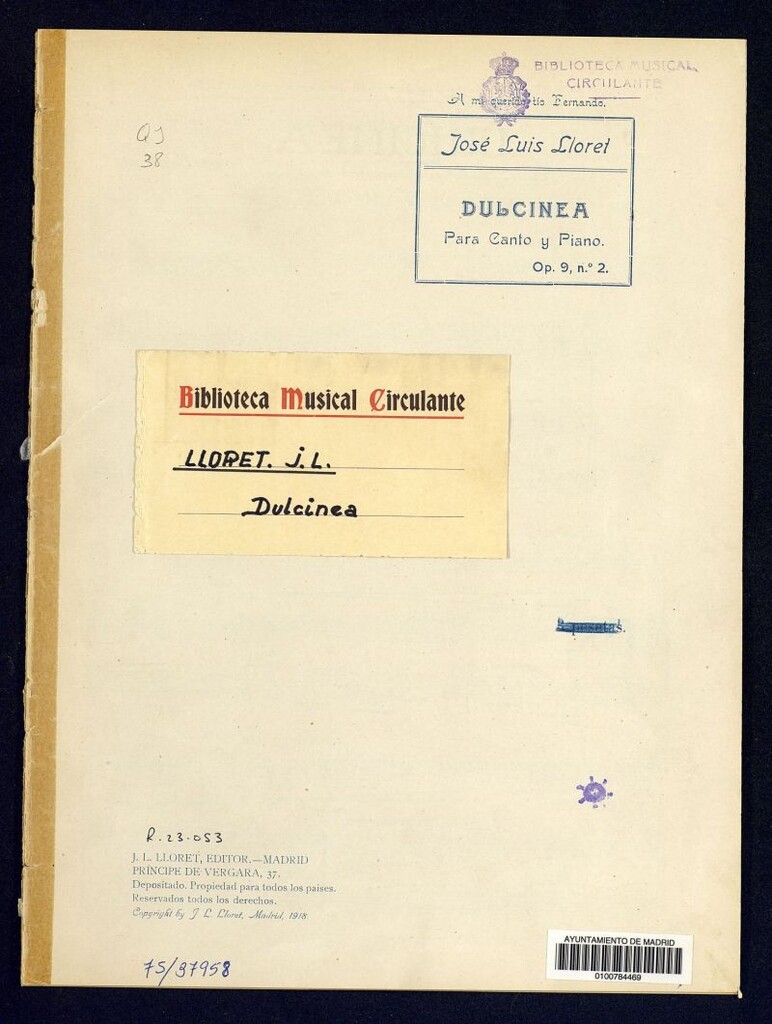 BIBLIOTECA MUSICAL
CIRCULANTE
A mi querido tío Fernando.
QJ
38
José Luis Lloret
DULCINEA
Para Canto y Piano.
Op. 9, n.º 2.
Biblioteca Musical Circulante
LLORET. J.L.
Dulcinea
pesetas.
R. 23.053
J. L. LLORET, EDITOR.—MADRID
PRÍNCIPE DE VERGARA, 37.
Depositado. Propiedad para todos los países.
Reservados todos los derechos.
Copyright by J L Lloret, Madrid, 1918.
75/97958
AYUNTAMIENTO DE MADRID
0100784469